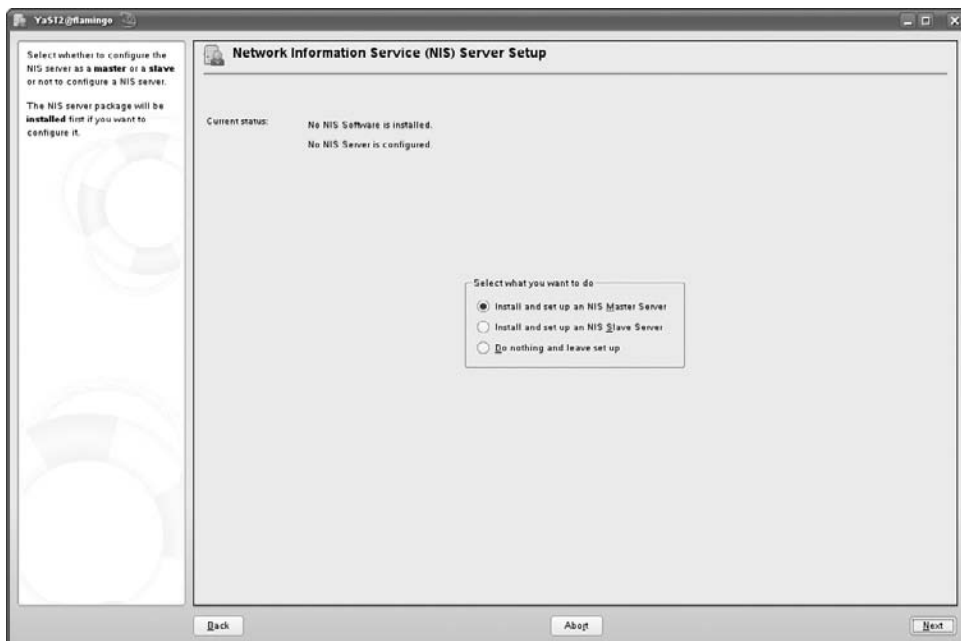 YaST2@flamingo
Select whether to configure the
NIS server as a master or a slave
or not to configure a NIS server.
The NIS server package will be
installed first if you want to
configure it.
Network Information Service (NIS) Server Setup
Current status:
No NIS Software is installed.
No NIS Server is configured.
Select what you want to do
Install and set up an NIS Master Server
Install and set up an NIS Slave Server
Do nothing and leave set up
Back
Abort
Next